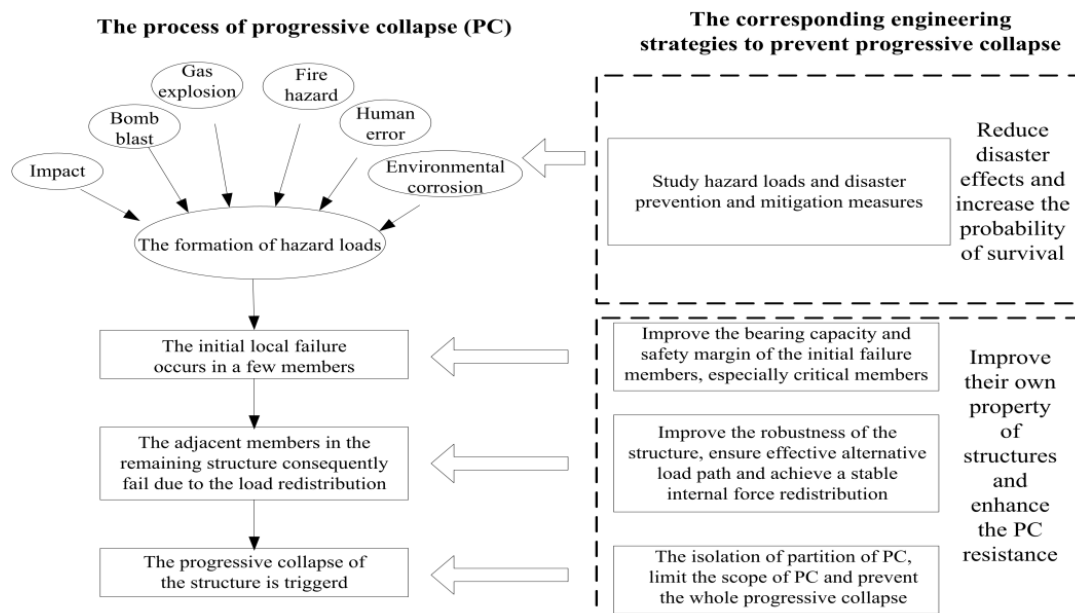 The process of progressive collapse (PC)
Gas
explosion
Fire
hazard
Bomb
blast
Human
error
Impact
Environmental
corrosion
The formation of hazard loads
The initial local failure
occurs in a few members
The adjacent members in the
remaining structure consequently
fail due to the load redistribution
The progressive collapse of
the structure is triggerd
The corresponding engineering
strategies to prevent progressive collapse
Study hazard loads and disaster
prevention and mitigation measures
Reduce
disaster
effects and
increase the
probability
of survival
Improve the bearing capacity and
safety margin of the initial failure
members, especially critical members
Improve the robustness of the
structure, ensure effective alternative
load path and achieve a stable
internal force redistribution
The isolation of partition of PC,
limit the scope of PC and prevent
the whole progressive collapse
Improve
their own
property
of
structures
and
enhance
the PC
resistance